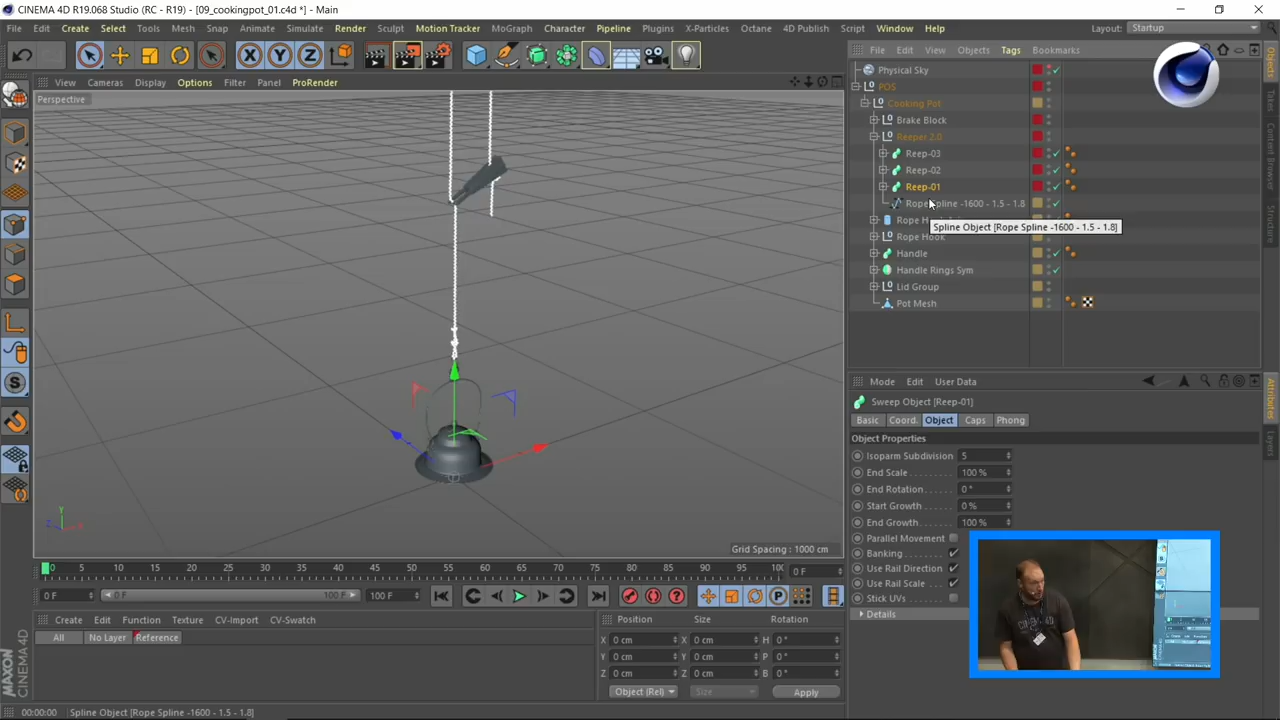 CINEMA 4D R19.068 Studio (RC - R19) - [09_cookingpot_01.c4d *] - Main
File Edit Create Select Tools Mesh Snap Animate Simulate Render Sculpt Motion Tracker MoGraph Character Pipeline Plugins X-Particles Octane 4D Publish Script Window Help Layout: Startup
File Edit View Objects Tags Bookmarks
Physical Sky
POS
Cooking Pot
Brake Block
Reeper 2.0
Reep-03
Reep-02
Reep-01
Rope Spline -1600 - 1.5 - 1.8
Rope H
Spline Object [Rope Spline -1600 - 1.5 - 1.8]
Rope Hook
Handle
Handle Rings Sym
Lid Group
Pot Mesh
Objects
Takes
Content Browser
Structure
View Cameras Display Options Filter Panel ProRender
Perspective
X Y Z
Grid Spacing : 1000 cm
Mode Edit User Data
Sweep Object [Reep-01]
Basic Coord. Object Caps Phong
Object Properties
Isoparm Subdivision 5
End Scale 100 %
End Rotation 0 °
Start Growth 0 %
End Growth 100 %
Parallel Movement
Banking
Use Rail Direction
Use Rail Scale
Stick UVs
Details
Attributes
Layers
0 5 10 15 20 25 30 35 40 45 50 55 60 65 70 75 80 85 90 95 10 0 F
0 F 0 F 100 F 100 F
Create Edit Function Texture CV-Import CV-Swatch
All No Layer Reference
Position Size Rotation
X 0 cm X 0 cm H 0 °
Y 0 cm Y 0 cm P 0 °
Z 0 cm Z 0 cm B 0 °
Object (Rel) Size Apply
MAXON
CINEMA 4D
00:00:00 Spline Object [Rope Spline -1600 - 1.5 - 1.8]